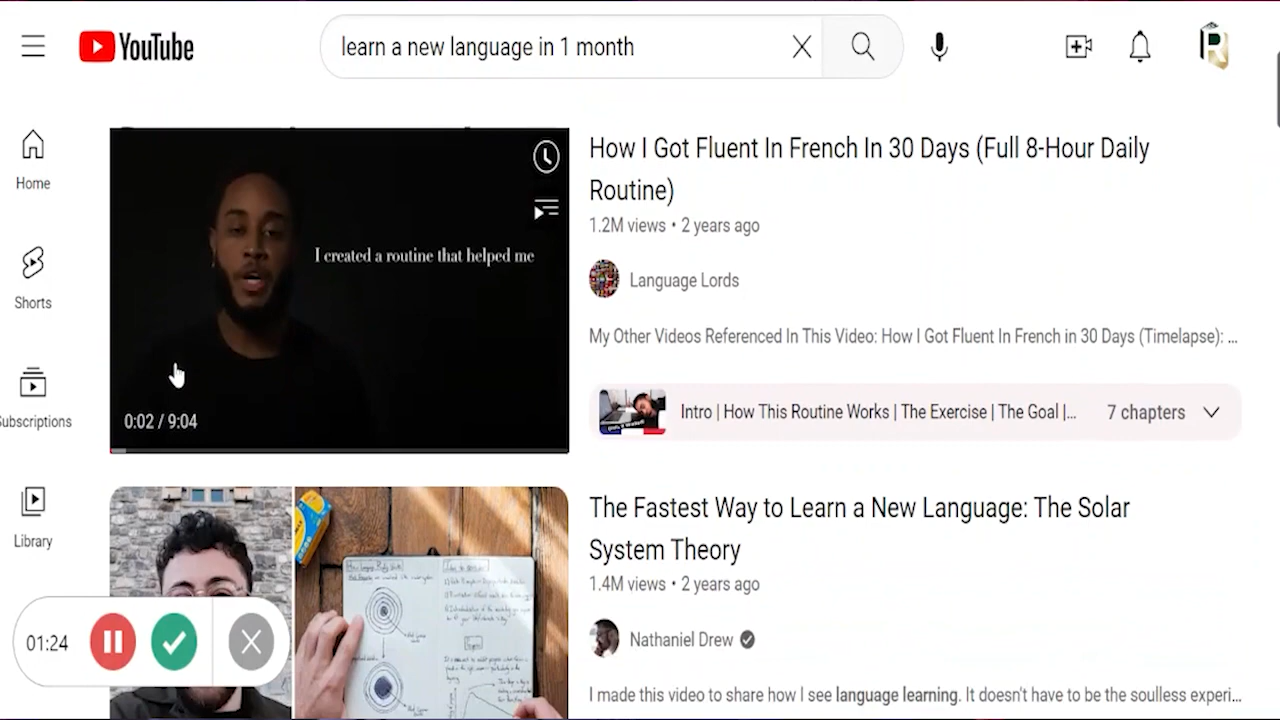 YouTube
learn a new language in 1 month
Home
Shorts
Subscriptions
Library
I created a routine that helped me
0:02 / 9:04
How I Got Fluent In French In 30 Days (Full 8-Hour Daily
Routine)
1.2M views • 2 years ago
Language Lords
My Other Videos Referenced In This Video: How I Got Fluent In French in 30 Days (Timelapse): ...
Intro | How This Routine Works | The Exercise | The Goal |...
7 chapters
The Fastest Way to Learn a New Language: The Solar
System Theory
1.4M views • 2 years ago
Nathaniel Drew
I made this video to share how I see language learning. It doesn't have to be the soulless experi...
01:24